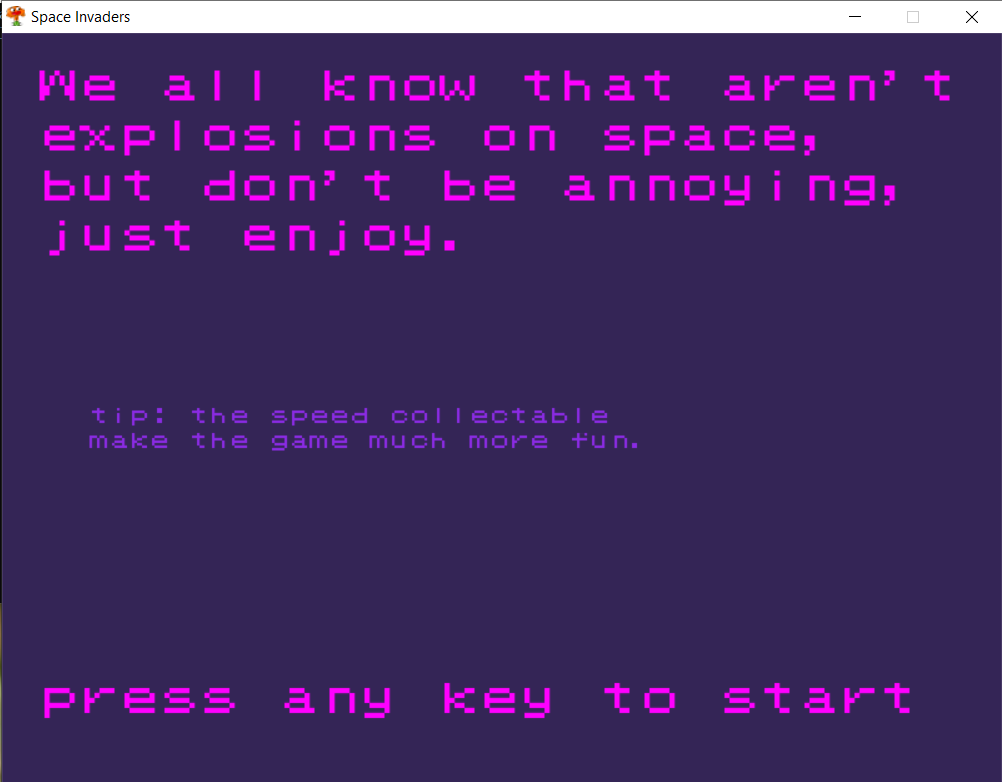 Space Invaders
We all know that aren't
explosions on space,
but don't be annoying,
just enjoy.
tip: the speed collectable
make the game much more fun.
press any key to start